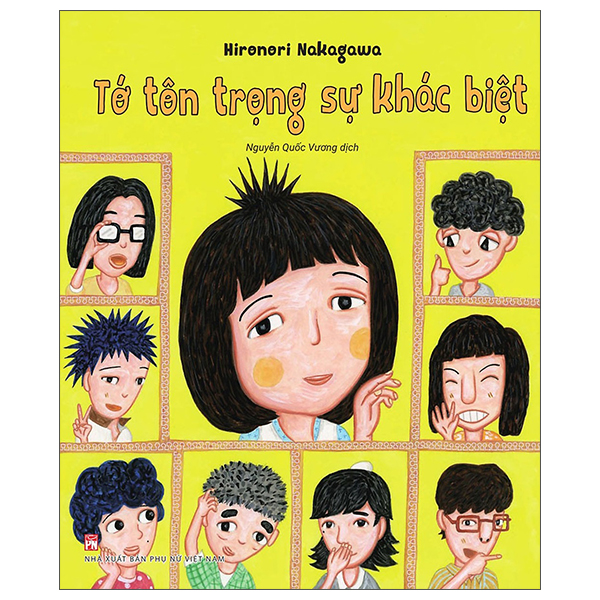 Hironori Nakagawa
Tớ tôn trọng sự khác biệt
Nguyễn Quốc Vương dịch
PN
NHÀ XUẤT BẢN PHỤ NỮ VIỆT NAM